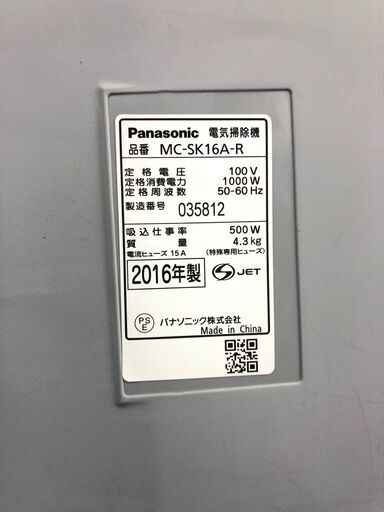 Panasonic 電気掃除機
品番 MC-SK16A-R
定格電圧 100V
定格消費電力 1000W
定格周波数 50-60Hz
製造番号 035812
吸込仕事率 500W
質量 4.3kg
電流ヒューズ 15A (特殊専用ヒューズ)
2016年製 S JET
PS E パナソニック株式会社
Made in China